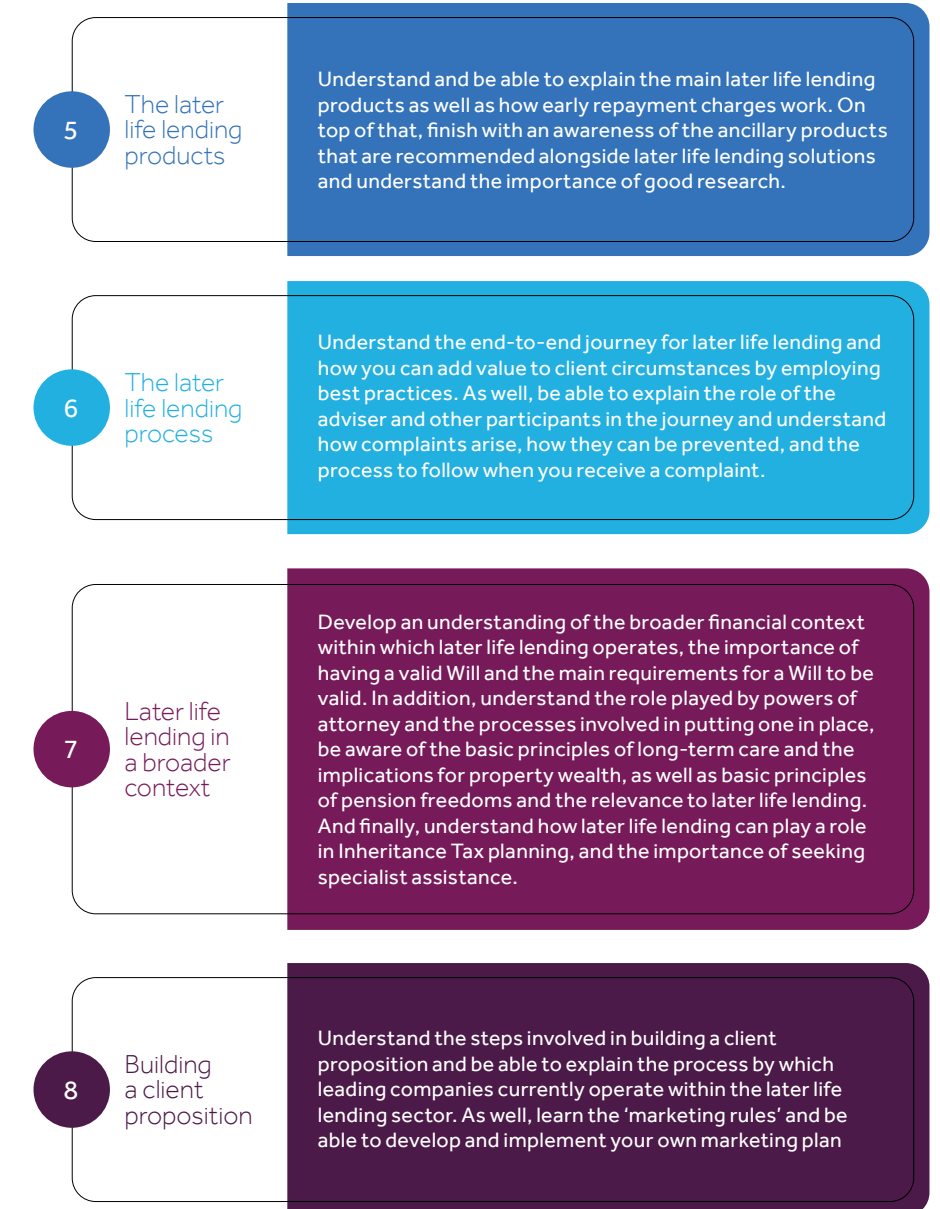 5
The later
life lending
products
Understand and be able to explain the main later life lending
products as well as how early repayment charges work. On
top of that, finish with an awareness of the ancillary products
that are recommended alongside later life lending solutions
and understand the importance of good research.
6
The later
life lending
process
Understand the end-to-end journey for later life lending and
how you can add value to client circumstances by employing
best practices. As well, be able to explain the role of the
adviser and other participants in the journey and understand
how complaints arise, how they can be prevented, and the
process to follow when you receive a complaint.
7
Later life
lending in
a broader
context
Develop an understanding of the broader financial context
within which later life lending operates, the importance of
having a valid Will and the main requirements for a Will to be
valid. In addition, understand the role played by powers of
attorney and the processes involved in putting one in place,
be aware of the basic principles of long-term care and the
implications for property wealth, as well as basic principles
of pension freedoms and the relevance to later life lending.
And finally, understand how later life lending can play a role
in Inheritance Tax planning, and the importance of seeking
specialist assistance.
8
Building
a client
proposition
Understand the steps involved in building a client
proposition and be able to explain the process by which
leading companies currently operate within the later life
lending sector. As well, learn the ‘marketing rules’ and be
able to develop and implement your own marketing plan